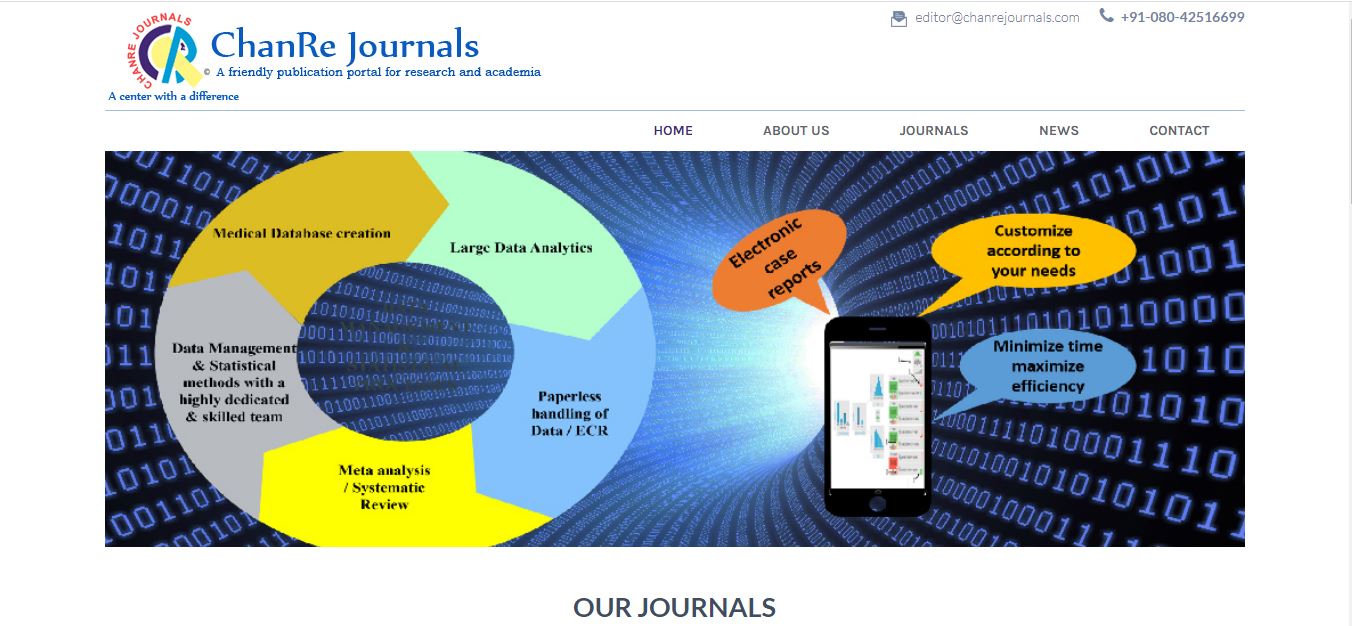 CHANRE JOURNALS
ChanRe Journals
© A friendly publication portal for research and academia
A center with a difference
editor@chanrejournals.com
+91-080-42516699
HOME
ABOUT US
JOURNALS
NEWS
CONTACT
Medical Database creation
Large Data Analytics
Data Management
& Statistical
methods with a
highly dedicated
& skilled team
Paperless
handling of
Data / ECR
Meta analysis
/ Systematic
Review
Electronic
case
reports
Customize
according to
your needs
Minimize time
maximize
efficiency
OUR JOURNALS